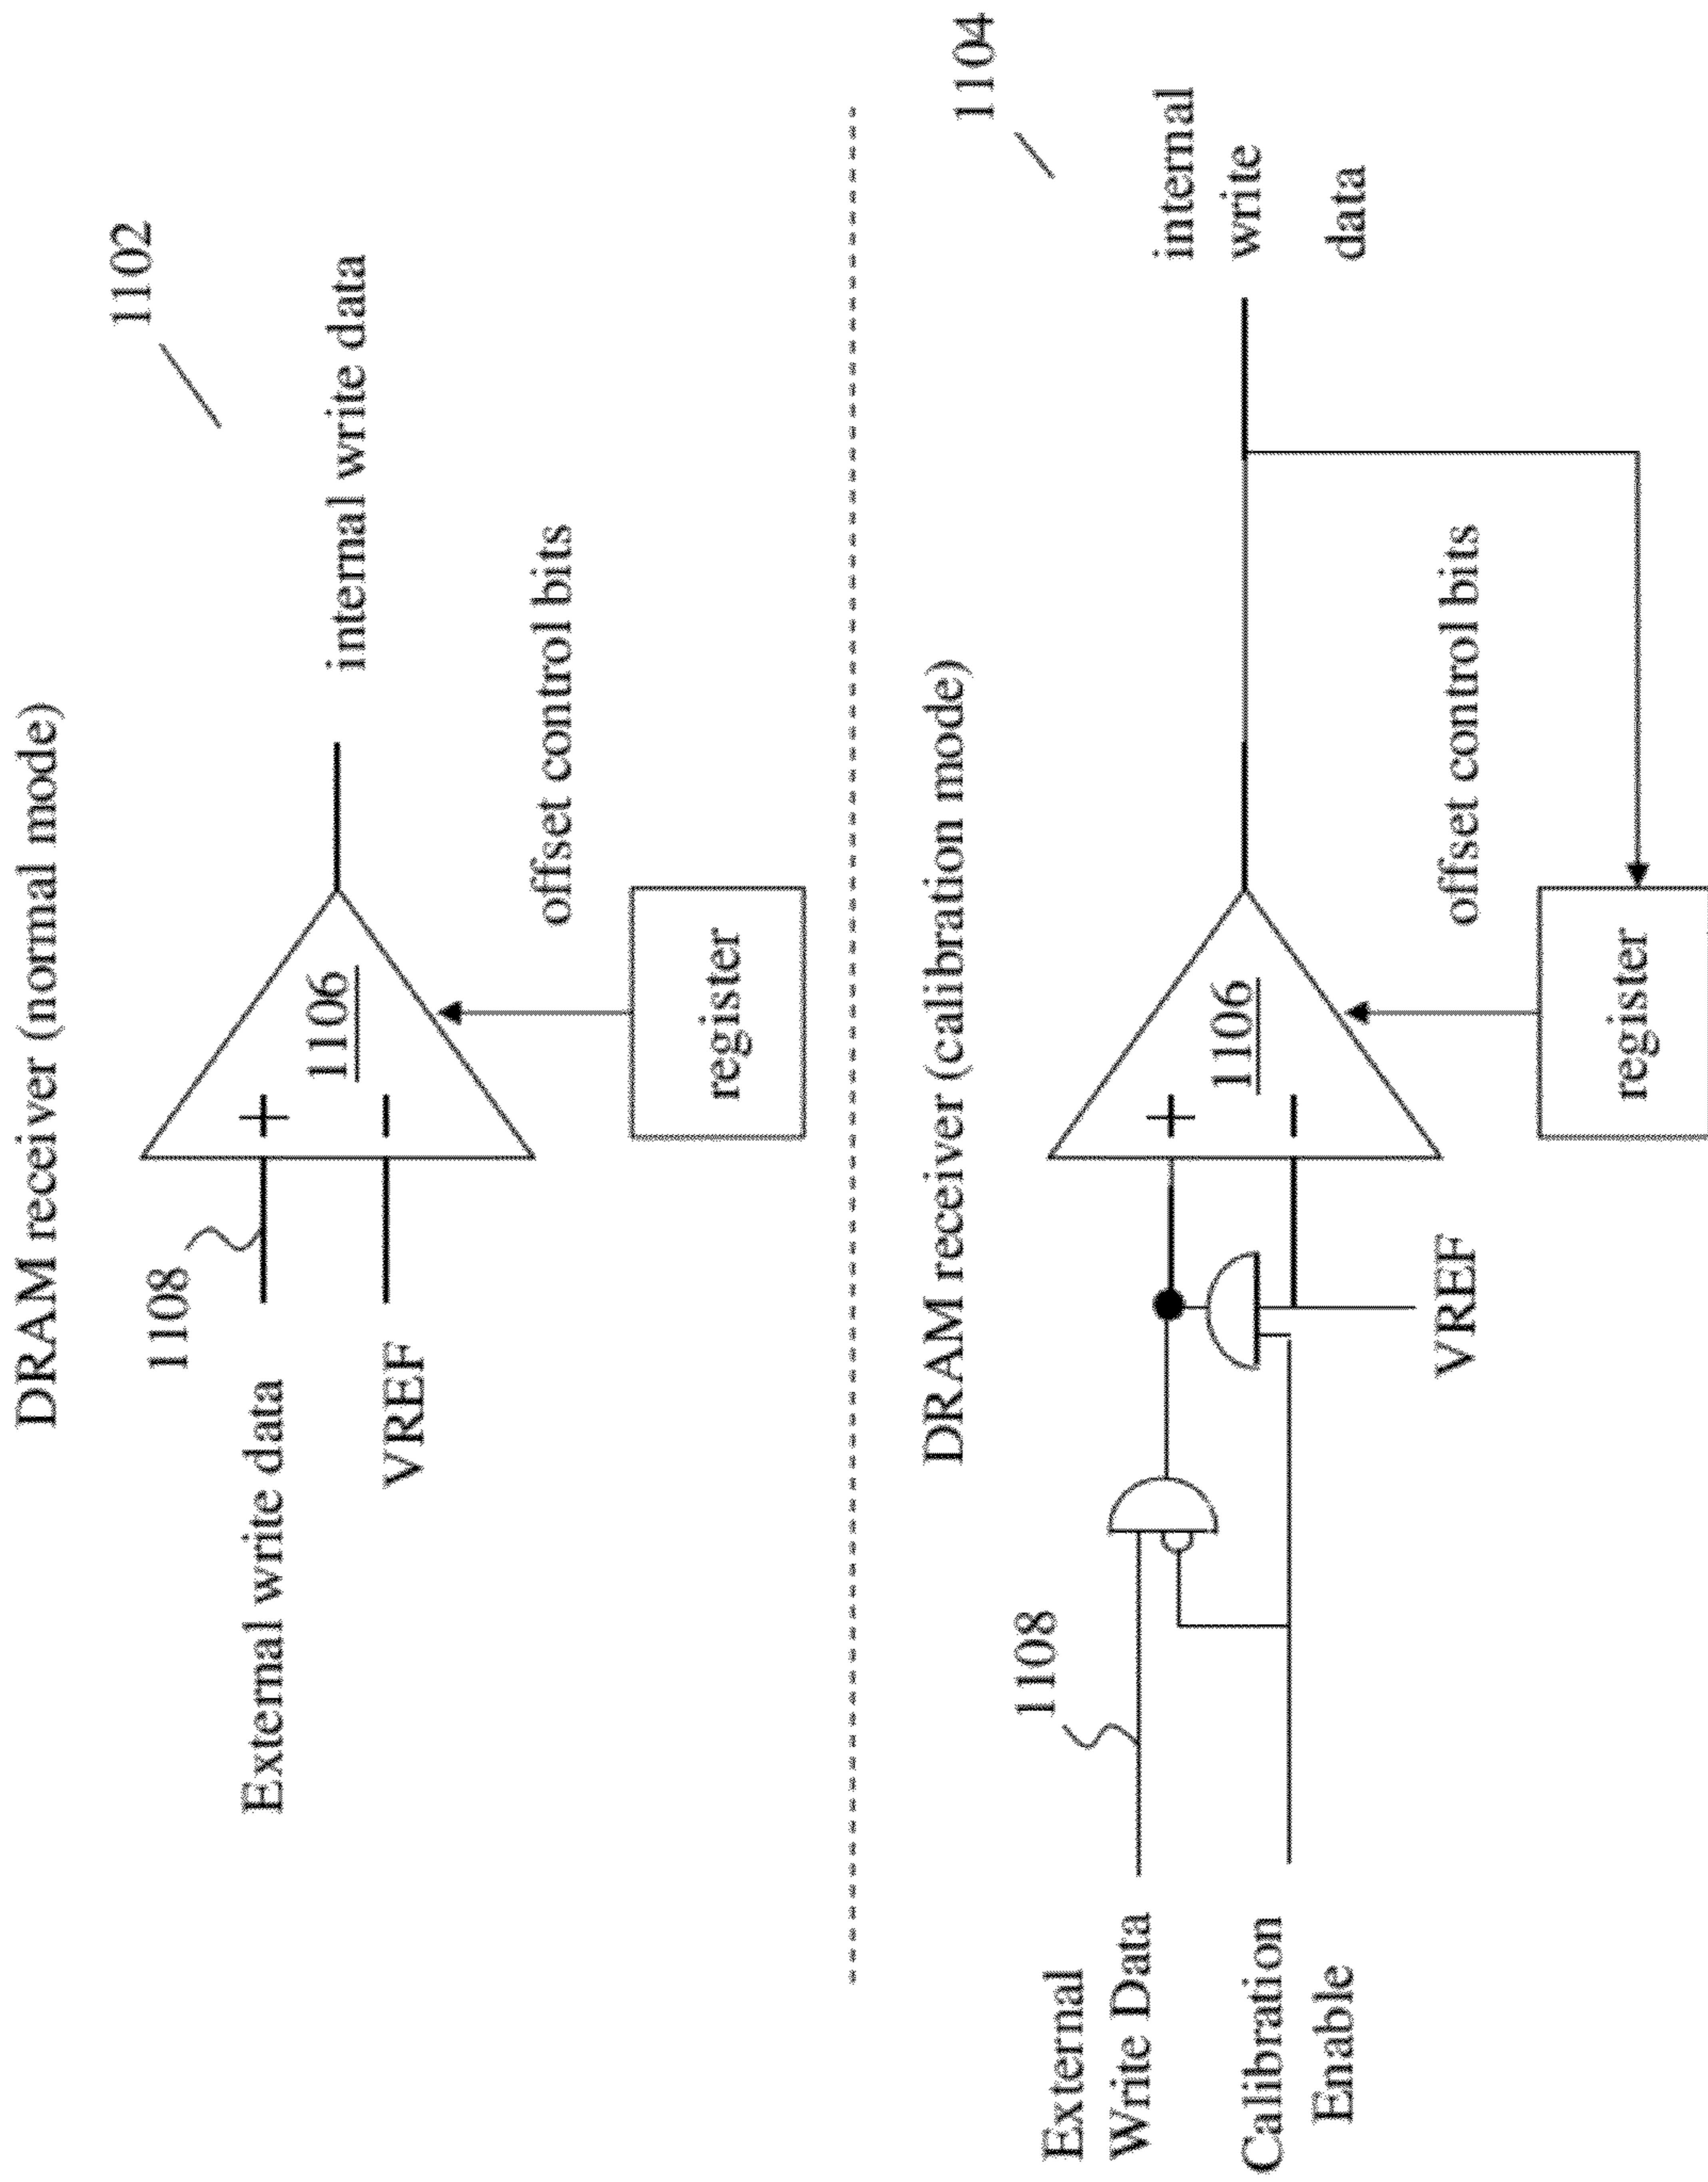 DRAM receiver (normal mode)
1102
1108
External write data
+
1106
internal write data
VREF
−
offset control bits
register
DRAM receiver (calibration mode)
1104
1108
External
Write Data
+
1106
internal
write
data
Calibration
Enable
−
VREF
offset control bits
register